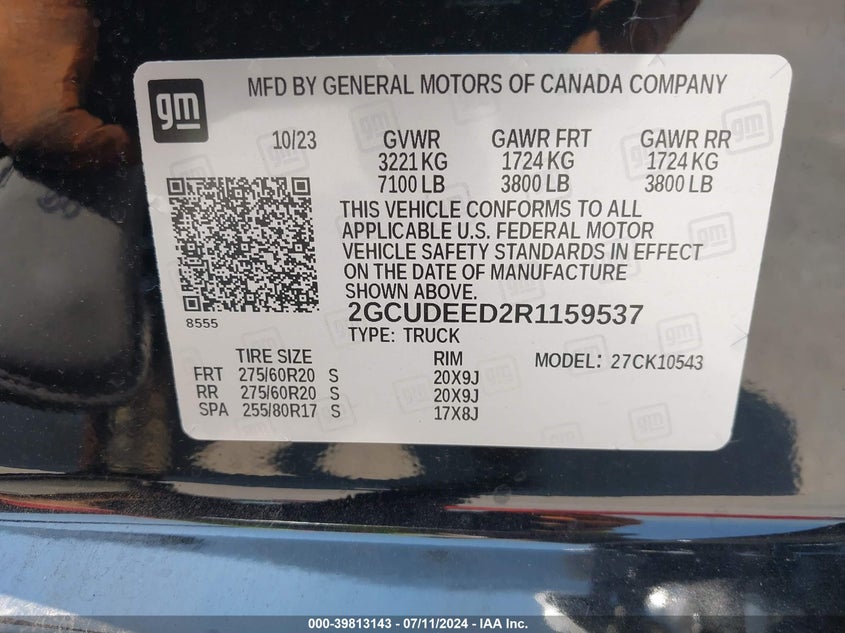 gm
MFD BY GENERAL MOTORS OF CANADA COMPANY
10/23 GVWR GAWR FRT GAWR RR
3221 KG 1724 KG 1724 KG
7100 LB 3800 LB 3800 LB
THIS VEHICLE CONFORMS TO ALL
APPLICABLE U.S. FEDERAL MOTOR
VEHICLE SAFETY STANDARDS IN EFFECT
ON THE DATE OF MANUFACTURE
SHOWN ABOVE.
8555
2GCUDEED2R1159537
TYPE: TRUCK
TIRE SIZE RIM MODEL: 27CK10543
FRT 275/60R20 S 20X9J
RR 275/60R20 S 20X9J
SPA 255/80R17 S 17X8J
000-39813143 - 07/11/2024 - IAA Inc.